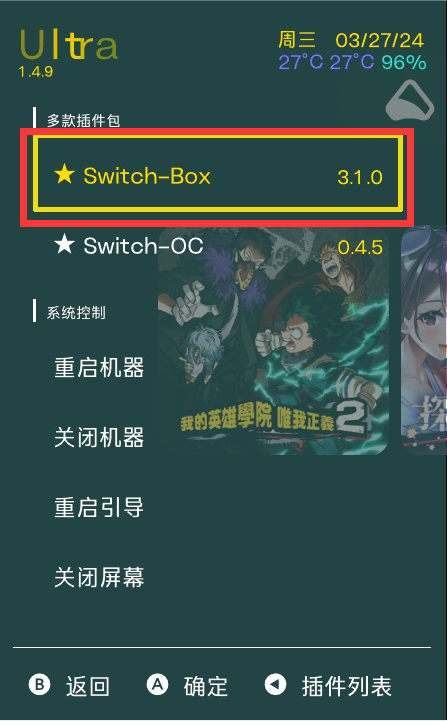 Ultra
周三 03/27/24
1.4.9
27°C 27°C 96%
多款插件包
★ Switch-Box 3.1.0
★ Switch-OC 0.4.5
系统控制
重启机器
关闭机器
我的英雄學院 唯我正義2
探
重启引导
关闭屏幕
B 返回 A 确定 插件列表